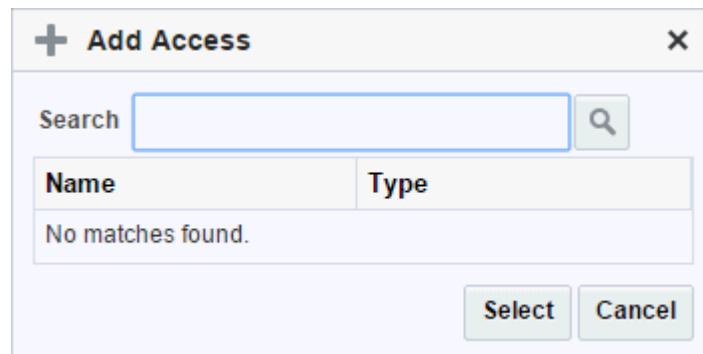 Add Access
Search
Name Type
No matches found.
Select Cancel